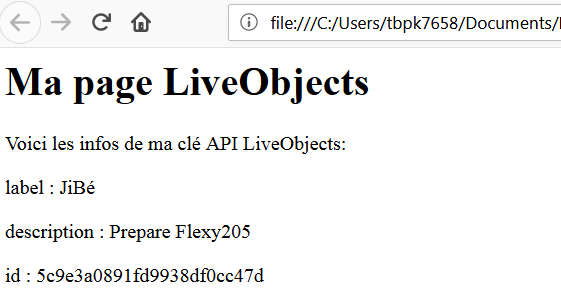 file:///C:/Users/tbpk7658/Documents/
Ma page LiveObjects
Voici les infos de ma clé API LiveObjects:
label : JiBé
description : Prepare Flexy205
id : 5c9e3a0891fd9938df0cc47d